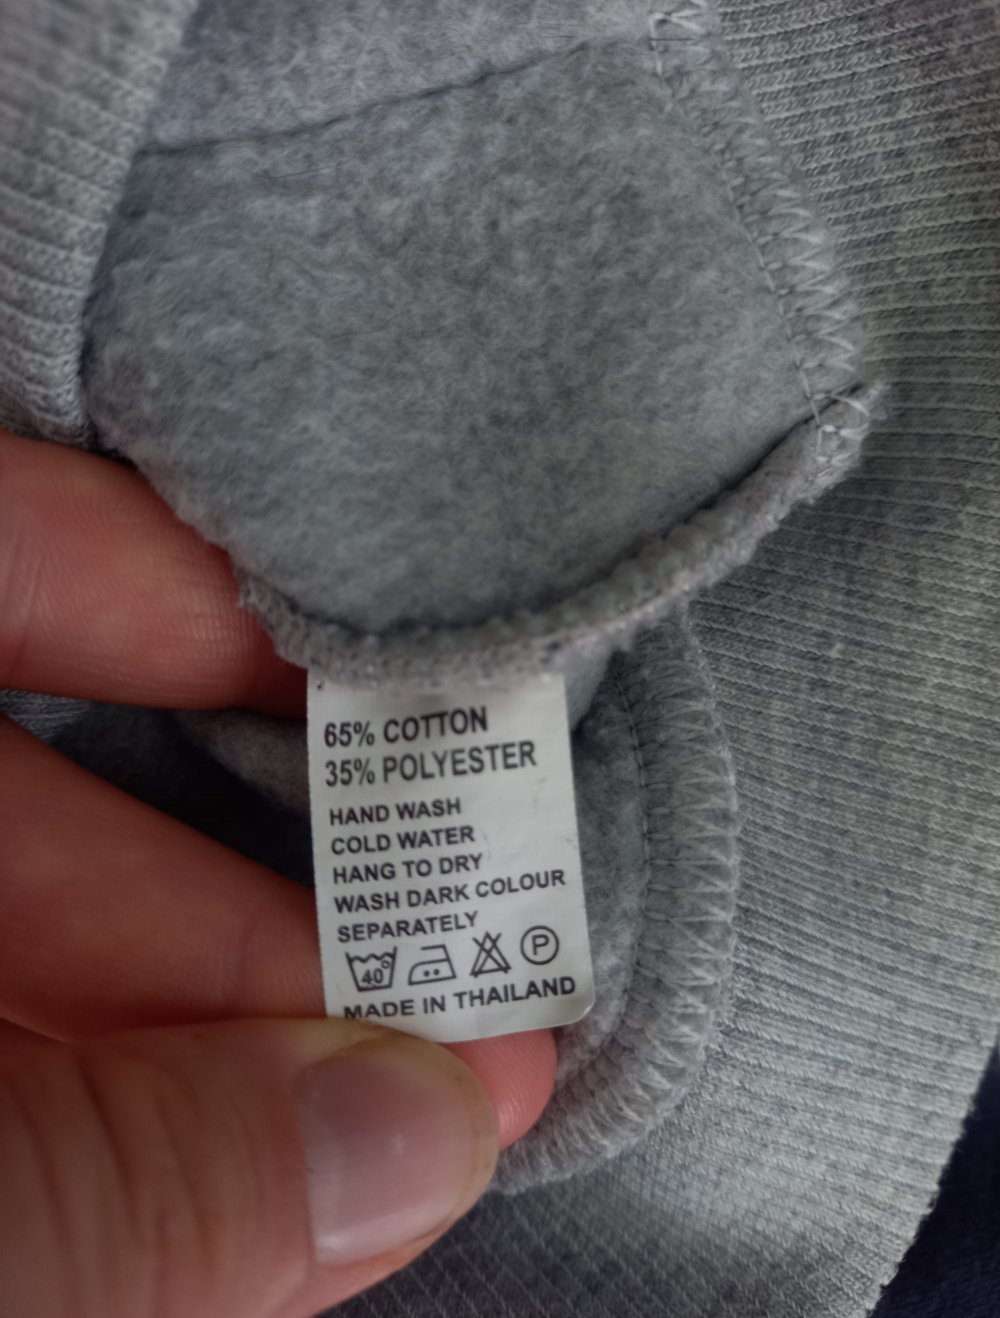 65% COTTON
35% POLYESTER
HAND WASH
COLD WATER
HANG TO DRY
WASH DARK COLOUR
SEPARATELY
40° P
MADE IN THAILAND